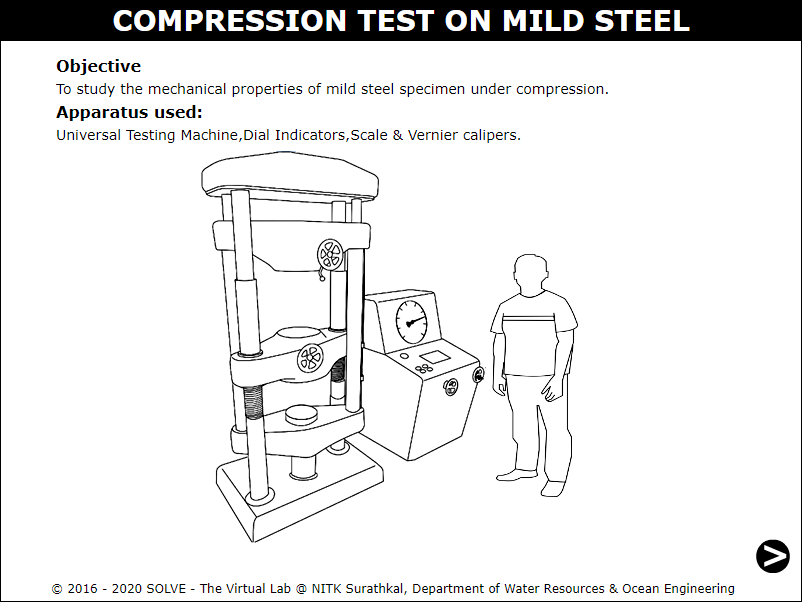 COMPRESSION TEST ON MILD STEEL
Objective
To study the mechanical properties of mild steel specimen under compression.
Apparatus used:
Universal Testing Machine,Dial Indicators,Scale & Vernier calipers.
© 2016 - 2020 SOLVE - The Virtual Lab @ NITK Surathkal, Department of Water Resources & Ocean Engineering